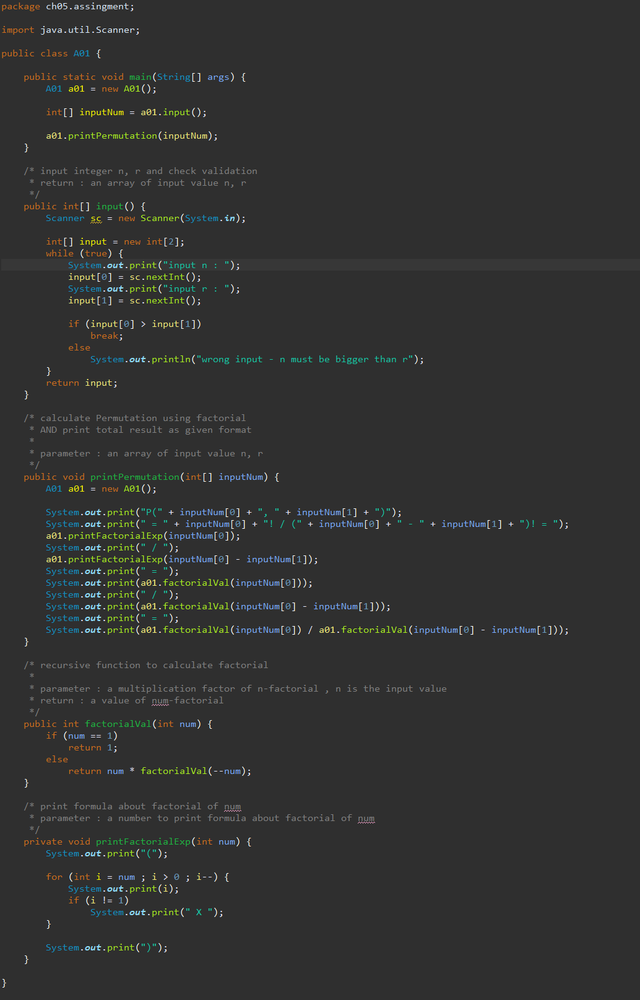 package ch05.assingment;
import java.util.Scanner;
public class A01 {
public static void main(String[] args) {
A01 a01 = new A01();
int[] inputNum = a01.input();
a01.printPermutation(inputNum);
}
/* input integer n, r and check validation
* return : an array of input value n, r
*/
public int[] input() {
Scanner sc = new Scanner(System.in);
int[] input = new int[2];
while (true) {
System.out.print("input n : ");
input[0] = sc.nextInt();
System.out.print("input r : ");
input[1] = sc.nextInt();
if (input[0] > input[1])
break;
else
System.out.println("wrong input - n must be bigger than r");
}
return input;
}
/* calculate Permutation using factorial
* AND print total result as given format
*
* parameter : an array of input value n, r
*/
public void printPermutation(int[] inputNum) {
A01 a01 = new A01();
System.out.print("P(" + inputNum[0] + ", " + inputNum[1] + ")");
System.out.print(" = " + inputNum[0] + "! / (" + inputNum[0] + " - " + inputNum[1] + ")! = ");
a01.printFactorialExp(inputNum[0]);
System.out.print(" / ");
a01.printFactorialExp(inputNum[0] - inputNum[1]);
System.out.print(" = ");
System.out.print(a01.factorialVal(inputNum[0]));
System.out.print(" / ");
System.out.print(a01.factorialVal(inputNum[0] - inputNum[1]));
System.out.print(" = ");
System.out.print(a01.factorialVal(inputNum[0]) / a01.factorialVal(inputNum[0] - inputNum[1]));
}
/* recursive function to calculate factorial
*
* parameter : a multiplication factor of n-factorial , n is the input value
* return : a value of num-factorial
*/
public int factorialVal(int num) {
if (num == 1)
return 1;
else
return num * factorialVal(--num);
}
/* print formula about factorial of num
* parameter : a number to print formula about factorial of num
*/
private void printFactorialExp(int num) {
System.out.print("(");
for (int i = num ; i > 0 ; i--) {
System.out.print(i);
if (i != 1)
System.out.print(" X ");
}
System.out.print(")");
}
}